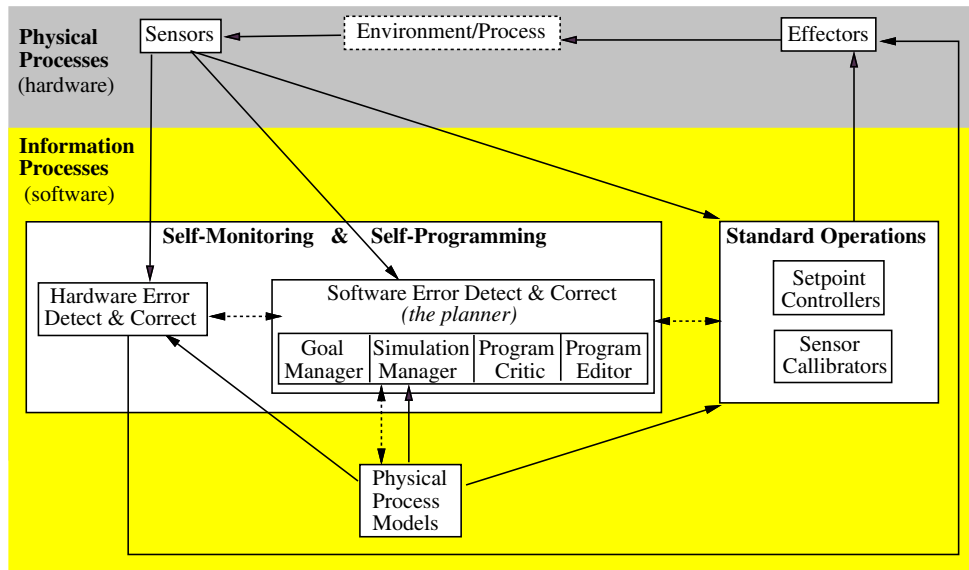 Physical
Processes
(hardware)
Sensors
Environment/Process
Effectors
Information
Processes
(software)
Self-Monitoring & Self-Programming
Hardware Error
Detect & Correct
Software Error Detect & Correct
(the planner)
Goal
Manager
Simulation
Manager
Program
Critic
Program
Editor
Standard Operations
Setpoint
Controllers
Sensor
Callibrators
Physical
Process
Models